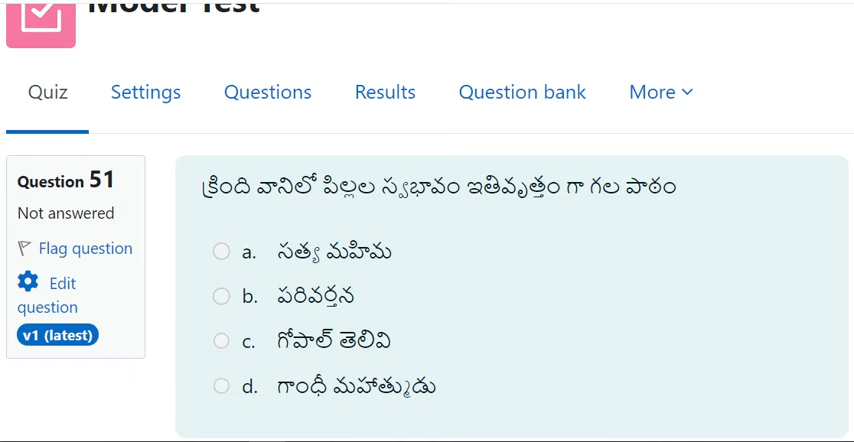 Model Test
Quiz Settings Questions Results Question bank More
Question 51
Not answered
Flag question
Edit
question
v1 (latest)
క్రింది వానిలో పిల్లల స్వభావం ఇతివృత్తం గా గల పాఠం
a. సత్య మహిమ
b. పరివర్తన
c. గోపాల్ తెలివి
d. గాంధీ మహాత్ముడు